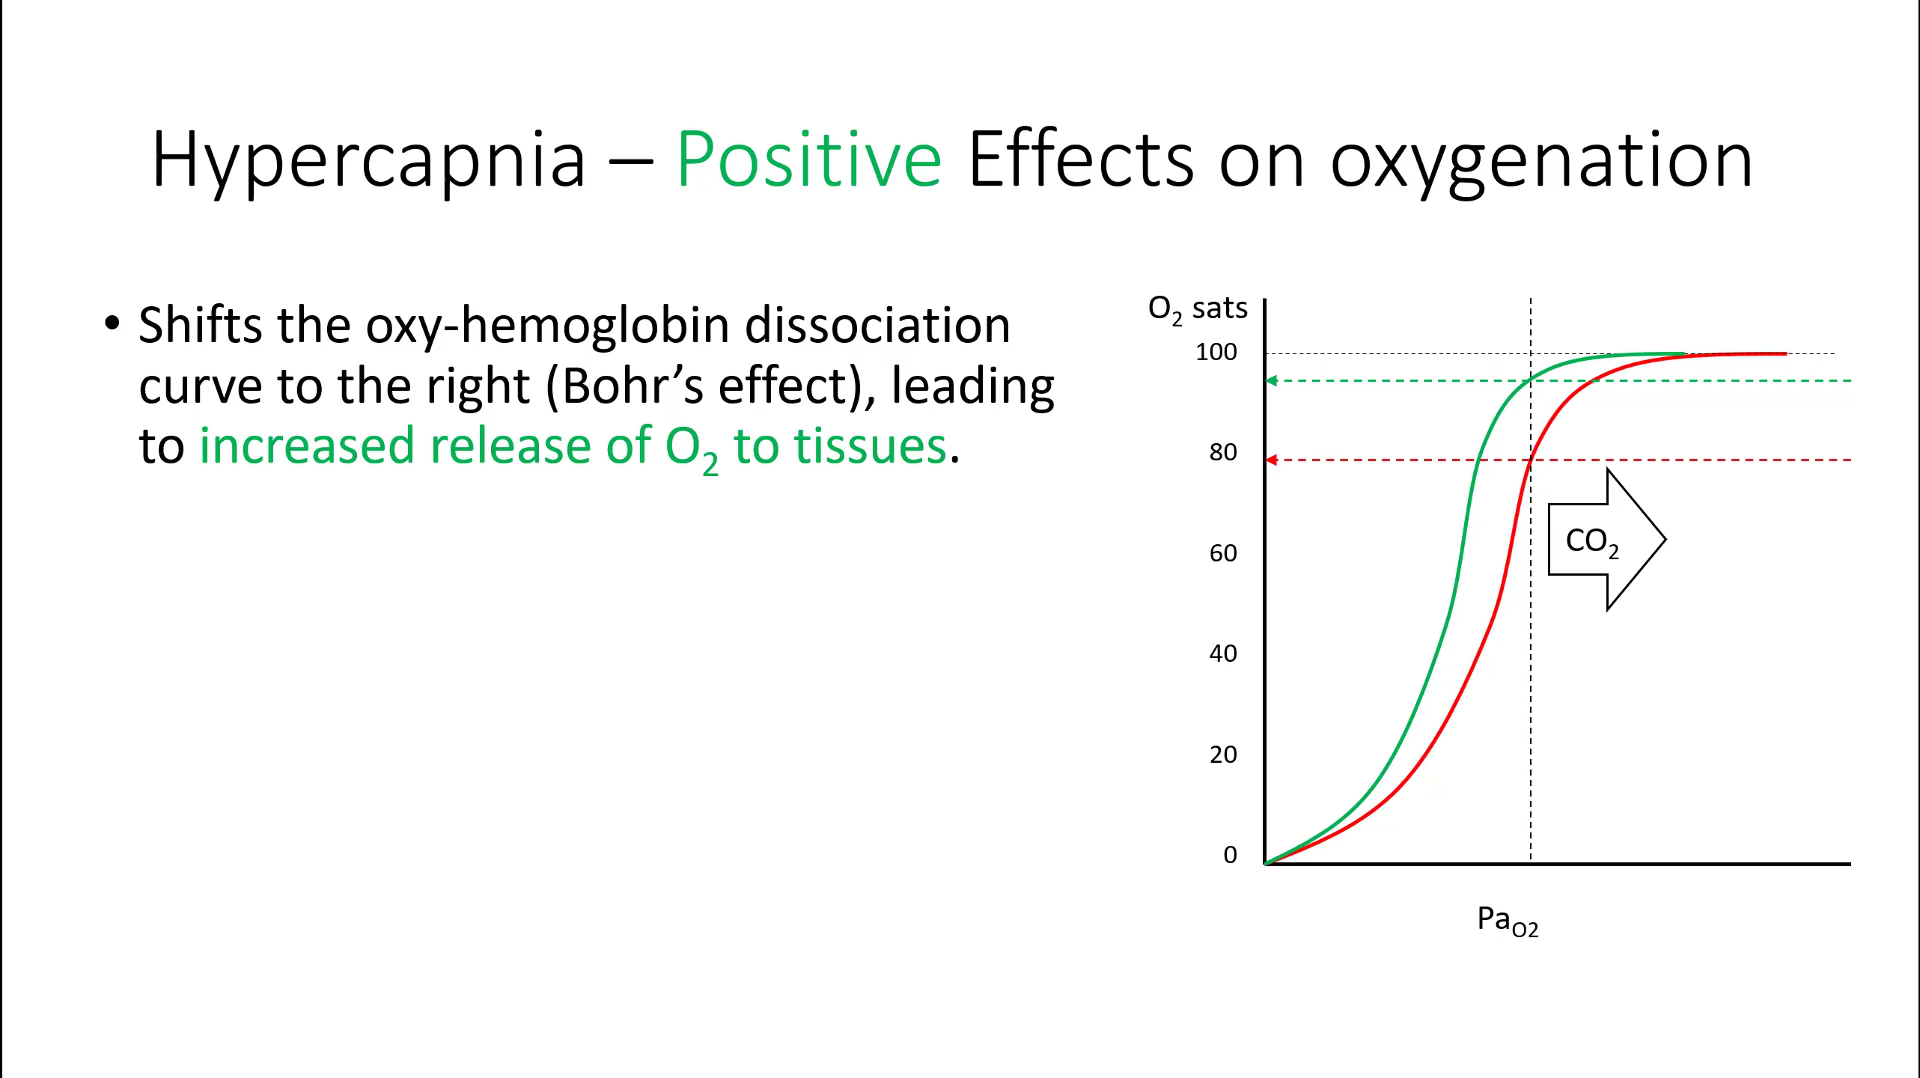 Hypercapnia – Positive Effects on oxygenation
• Shifts the oxy-hemoglobin dissociation
curve to the right (Bohr’s effect), leading
to increased release of O₂ to tissues.
O₂ sats
100
80
60
40
20
0
CO₂
Pa_O2